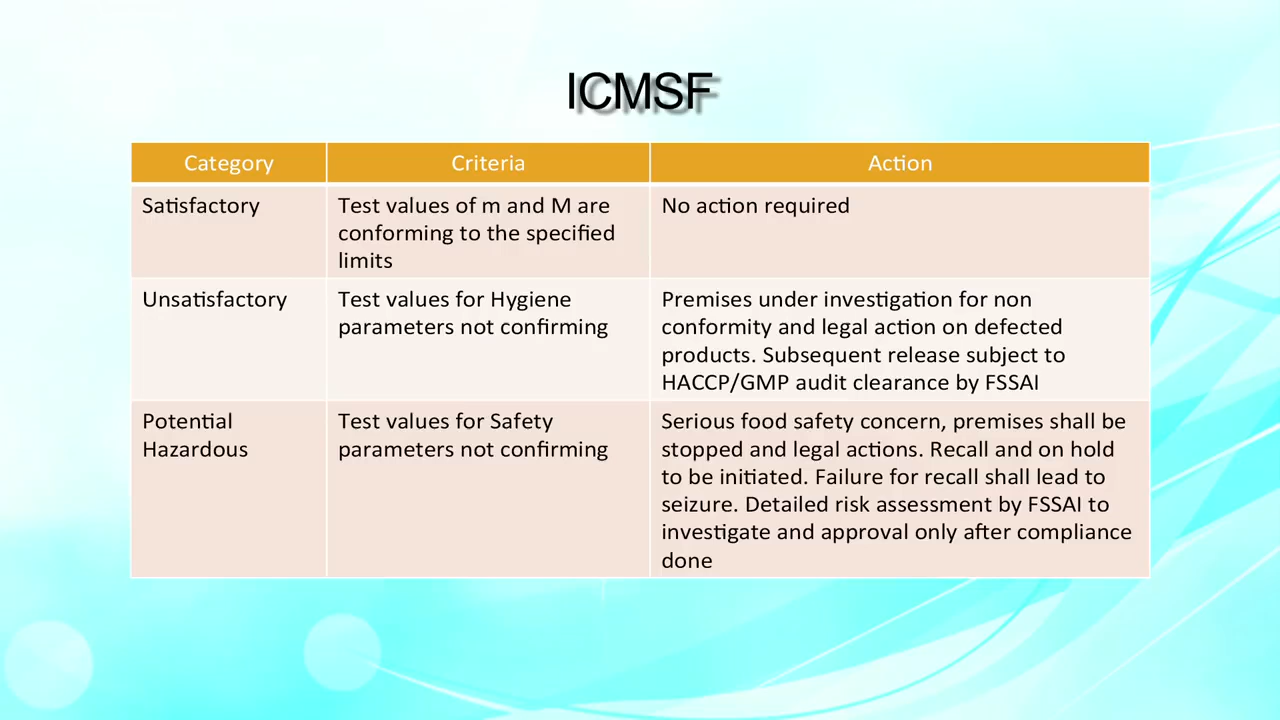 ICMSF
Category
Criteria
Action
Satisfactory
Test values of m and M are
conforming to the specified
limits
No action required
Unsatisfactory
Test values for Hygiene
parameters not confirming
Premises under investigation for non
conformity and legal action on defected
products. Subsequent release subject to
HACCP/GMP audit clearance by FSSAI
Potential
Hazardous
Test values for Safety
parameters not confirming
Serious food safety concern, premises shall be
stopped and legal actions. Recall and on hold
to be initiated. Failure for recall shall lead to
seizure. Detailed risk assessment by FSSAI to
investigate and approval only after compliance
done